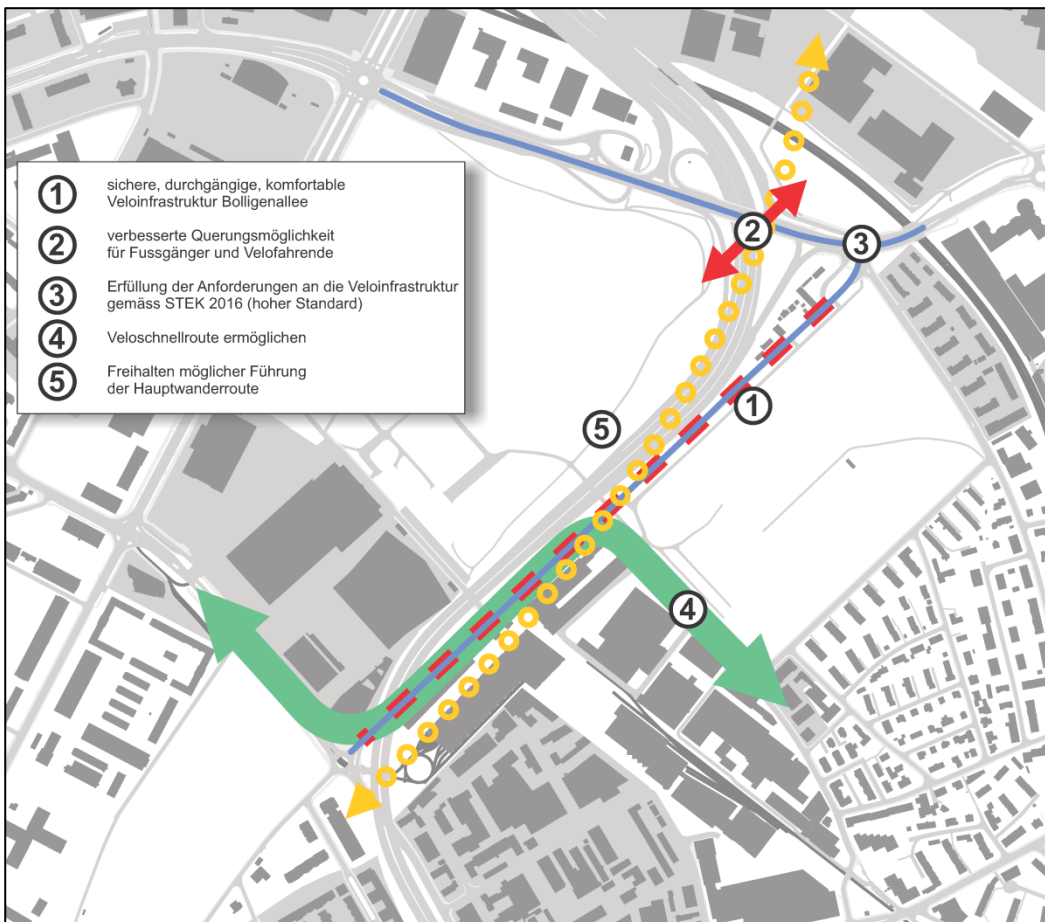 1 sichere, durchgängige, komfortable
Veloinfrastruktur Bolligenallee
2 verbesserte Querungsmöglichkeit
für Fussgänger und Velofahrende
3 Erfüllung der Anforderungen an die Veloinfrastruktur
gemäss STEK 2016 (hoher Standard)
4 Veloschnellroute ermöglichen
5 Freihalten möglicher Führung
der Hauptwanderroute
2
3
1
5
4